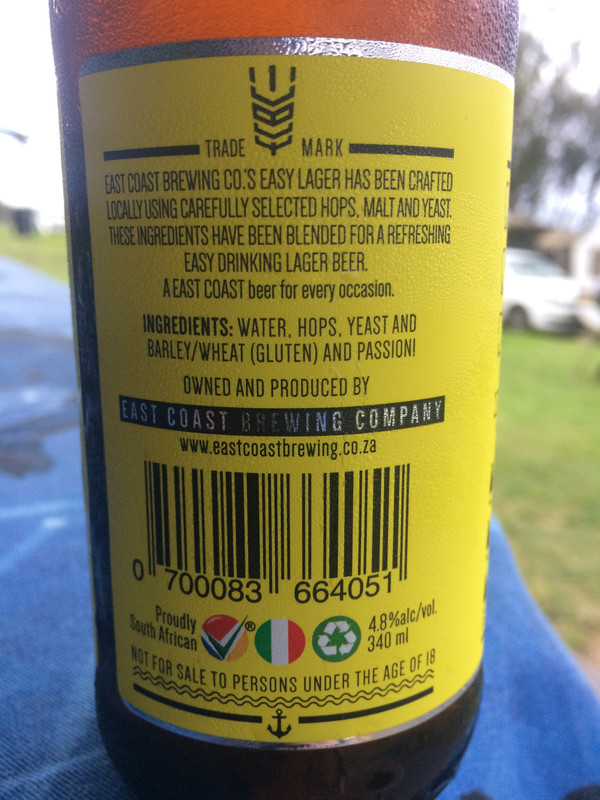 TRADE MARK
EAST COAST BREWING CO.'S EASY LAGER HAS BEEN CRAFTED
LOCALLY USING CAREFULLY SELECTED HOPS, MALT AND YEAST.
THESE INGREDIENTS HAVE BEEN BLENDED FOR A REFRESHING
EASY DRINKING LAGER BEER.
A EAST COAST beer for every occasion.
INGREDIENTS: WATER, HOPS, YEAST AND
BARLEY/WHEAT (GLUTEN) AND PASSION!
OWNED AND PRODUCED BY
EAST COAST BREWING COMPANY
www.eastcoastbrewing.co.za
0 700083 664051
Proudly
South African
®
4.8%alc/vol.
340 ml
NOT FOR SALE TO PERSONS UNDER THE AGE OF 18